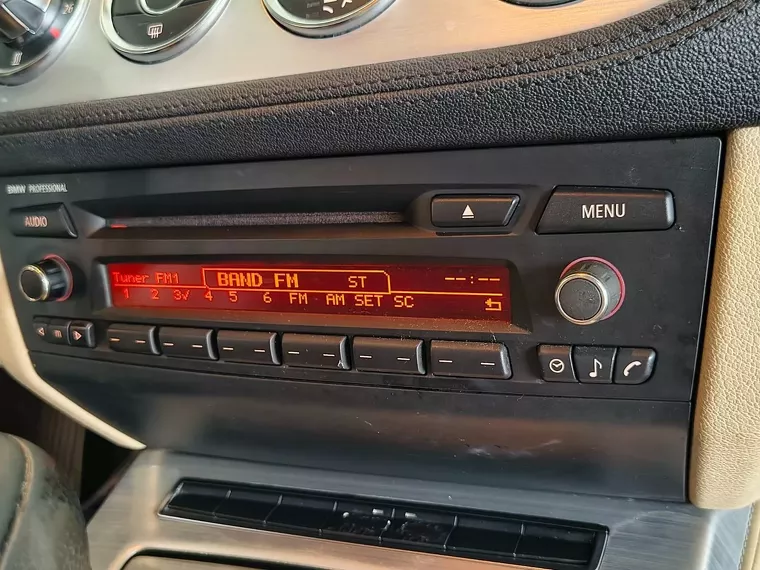 26
BMW PROFESSIONAL
AUDIO
MENU
Tuner FM1 BAND FM ST --:--
1 2 3√ 4 5 6 FM AM SET SC
m